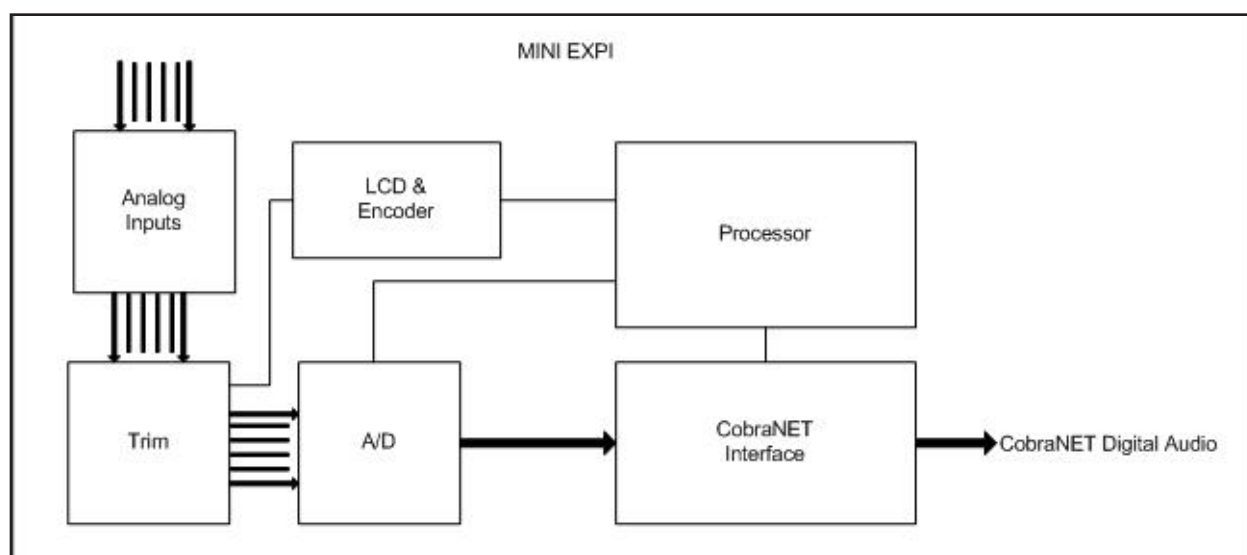 MINI EXPI
Analog
Inputs
LCD &
Encoder
Processor
Trim
A/D
CobraNET
Interface
CobraNET Digital Audio